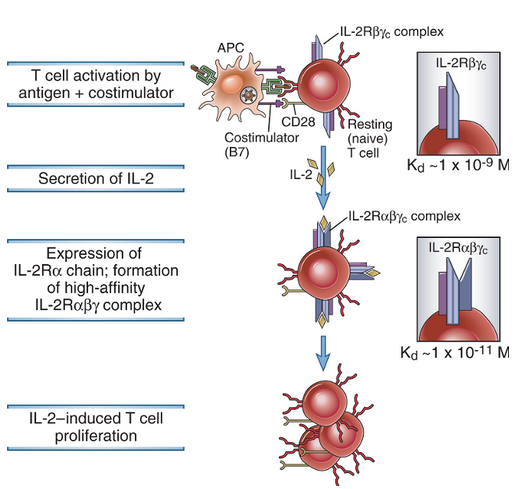 IL-2Rβγc complex
APC
IL-2Rβγc
T cell activation by
antigen + costimulator
CD28
Costimulator
(B7)
Resting
(naive)
T cell
Kd ~1 x 10-9 M
Secretion of IL-2
IL-2
IL-2Rαβγc complex
Expression of
IL-2Rα chain; formation
of high-affinity
IL-2Rαβγ complex
IL-2Rαβγc
Kd ~1 x 10-11 M
IL-2–induced T cell
proliferation